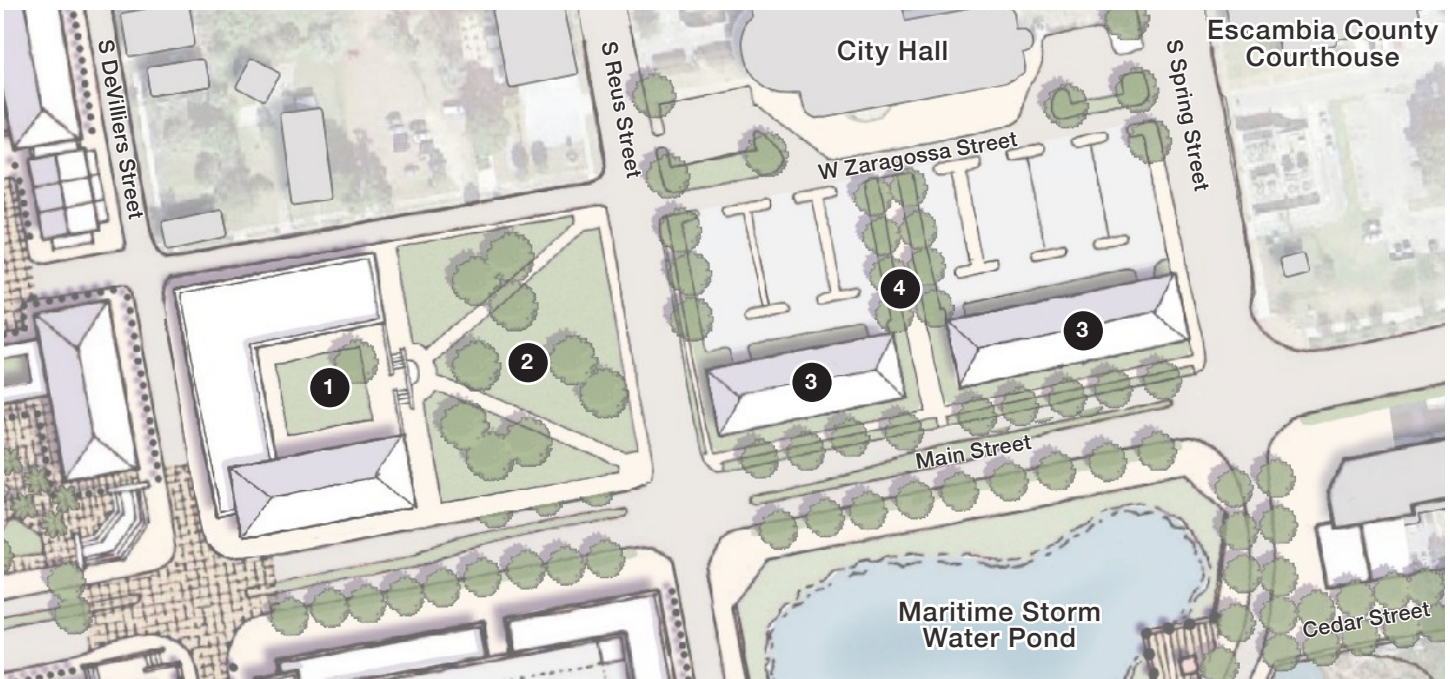 S DeVilliers Street
S Reus Street
City Hall
S Spring Street
Escambia County
Courthouse
W Zaragossa Street
4
3
2
1
3
Main Street
Maritime Storm
Water Pond
Cedar Street